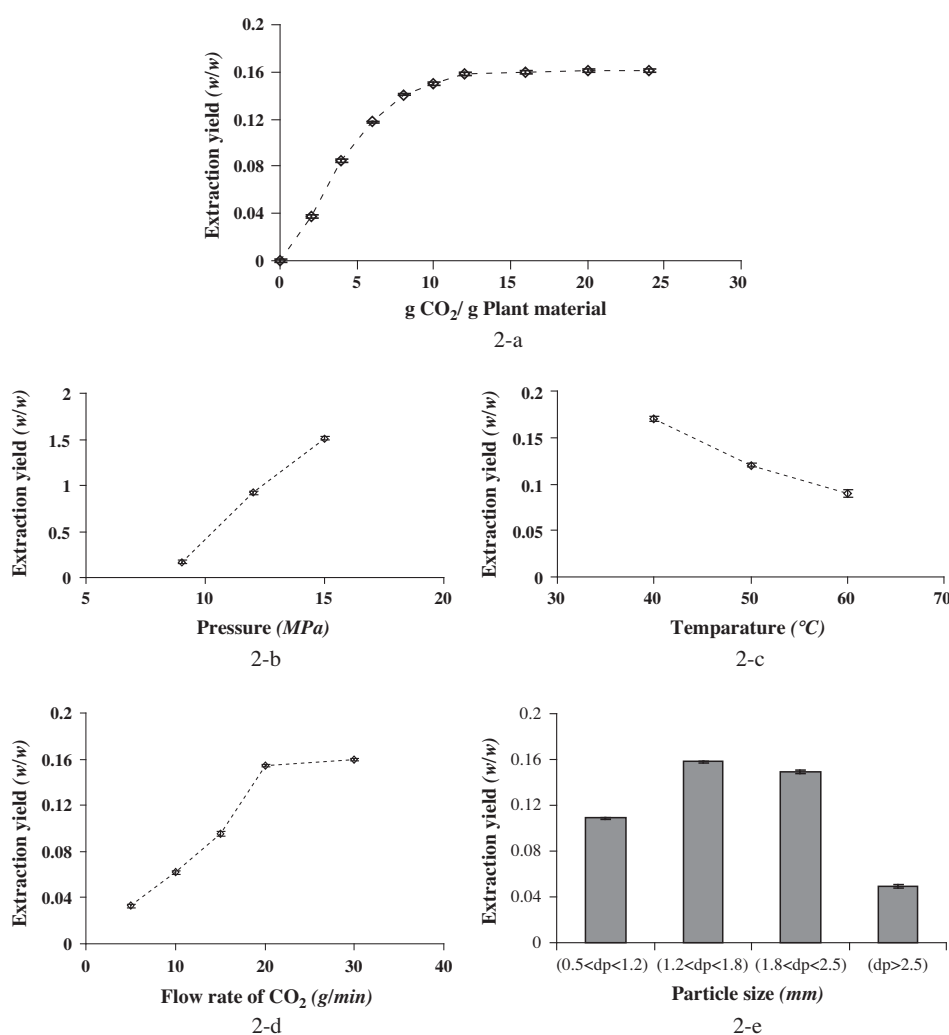 0.2
0.16
0.12
0.08
0.04
0
Extraction yield (w/w)
0 5 10 15 20 25 30
g CO₂/ g Plant material
2-a
2
1.5
1
0.5
0
Extraction yield (w/w)
5 10 15 20
Pressure (MPa)
2-b
0.2
0.15
0.1
0.05
0
Extraction yield (w/w)
30 40 50 60 70
Temparature (°C)
2-c
0.2
0.16
0.12
0.08
0.04
0
Extraction yield (w/w)
0 10 20 30 40
Flow rate of CO₂ (g/min)
2-d
0.2
0.16
0.12
0.08
0.04
0
Extraction yield (w/w)
(0.5<dp<1.2) (1.2<dp<1.8) (1.8<dp<2.5) (dp>2.5)
Particle size (mm)
2-e